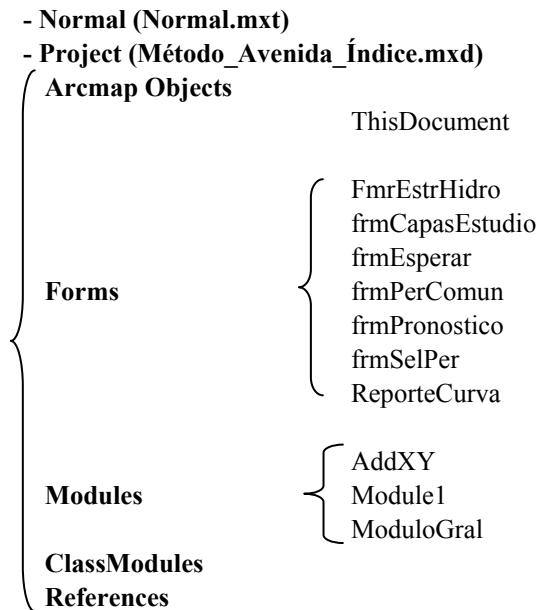 - Normal (Normal.mxt)
- Project (Método_Avenida_Índice.mxd)
Arcmap Objects
ThisDocument
FmrEstrHidro
frmCapasEstudio
frmEsperar
Forms
frmPerComun
frmPronostico
frmSelPer
ReporteCurva
AddXY
Modules
Module1
ModuloGral
ClassModules
References